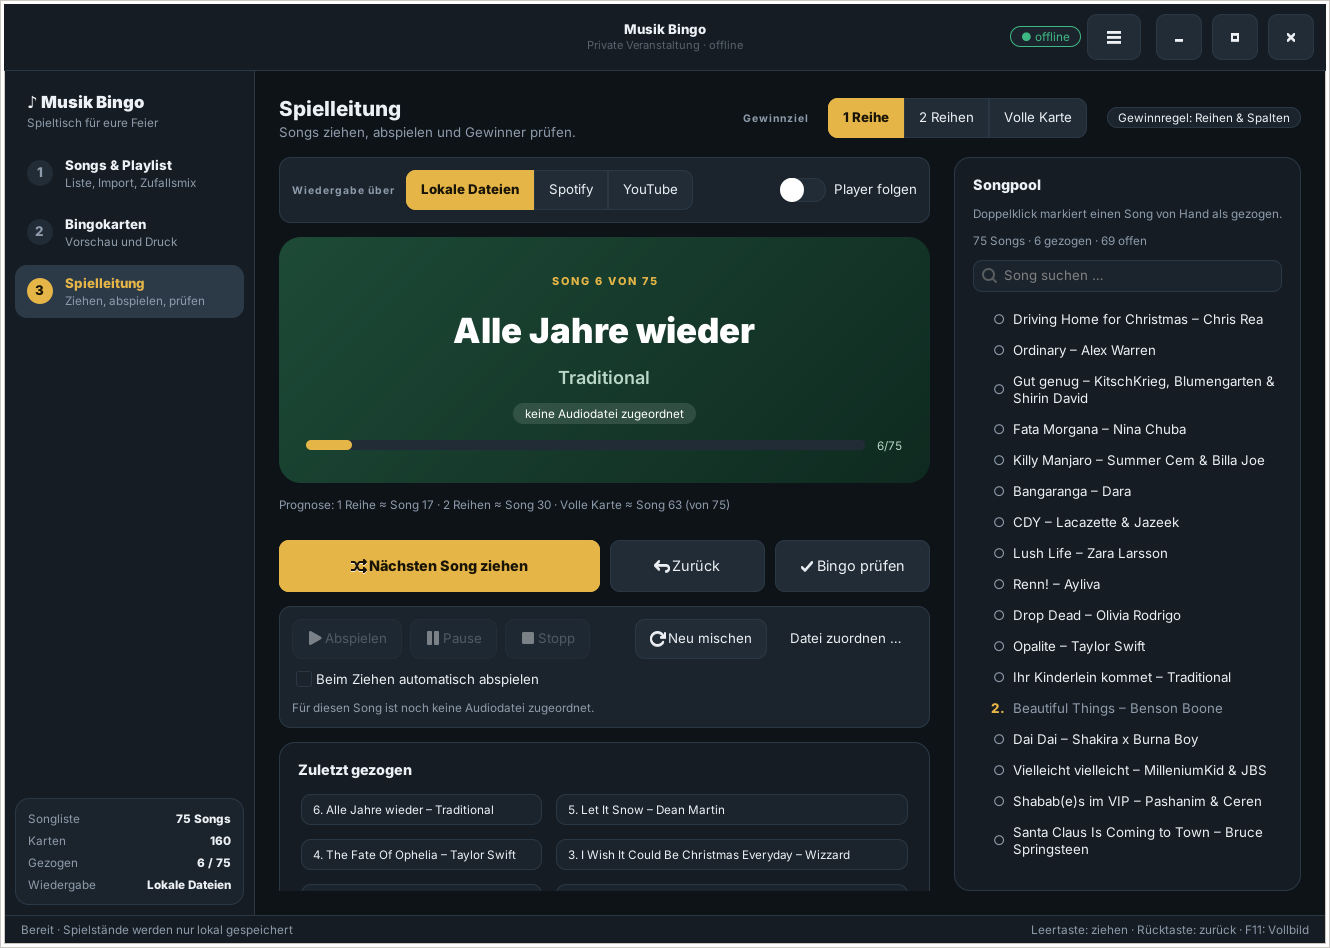 Musik Bingo
Private Veranstaltung · offline
offline
♪ Musik Bingo
Spieltisch für eure Feier
1
Songs & Playlist
Liste, Import, Zufallsmix
2
Bingokarten
Vorschau und Druck
3
Spielleitung
Ziehen, abspielen, prüfen
Songliste 75 Songs
Karten 160
Gezogen 6 / 75
Wiedergabe Lokale Dateien
Spielleitung
Songs ziehen, abspielen und Gewinner prüfen.
Gewinnziel
1 Reihe
2 Reihen
Volle Karte
Gewinnregel: Reihen & Spalten
Wiedergabe über
Lokale Dateien
Spotify
YouTube
Player folgen
SONG 6 VON 75
Alle Jahre wieder
Traditional
keine Audiodatei zugeordnet
6/75
Prognose: 1 Reihe ≈ Song 17 · 2 Reihen ≈ Song 30 · Volle Karte ≈ Song 63 (von 75)
Nächsten Song ziehen
Zurück
Bingo prüfen
Abspielen
Pause
Stopp
Neu mischen
Datei zuordnen ...
Beim Ziehen automatisch abspielen
Für diesen Song ist noch keine Audiodatei zugeordnet.
Zuletzt gezogen
6. Alle Jahre wieder – Traditional
5. Let It Snow – Dean Martin
4. The Fate Of Ophelia – Taylor Swift
3. I Wish It Could Be Christmas Everyday – Wizzard
Songpool
Doppelklick markiert einen Song von Hand als gezogen.
75 Songs · 6 gezogen · 69 offen
Song suchen ...
Driving Home for Christmas – Chris Rea
Ordinary – Alex Warren
Gut genug – KitschKrieg, Blumengarten &
Shirin David
Fata Morgana – Nina Chuba
Killy Manjaro – Summer Cem & Billa Joe
Bangaranga – Dara
CDY – Lacazette & Jazeek
Lush Life – Zara Larsson
Renn! – Ayliva
Drop Dead – Olivia Rodrigo
Opalite – Taylor Swift
Ihr Kinderlein kommet – Traditional
2. Beautiful Things – Benson Boone
Dai Dai – Shakira x Burna Boy
Vielleicht vielleicht – MilleniumKid & JBS
Shabab(e)s im VIP – Pashanim & Ceren
Santa Claus Is Coming to Town – Bruce
Springsteen
Bereit · Spielstände werden nur lokal gespeichert
Leertaste: ziehen · Rücktaste: zurück · F11: Vollbild